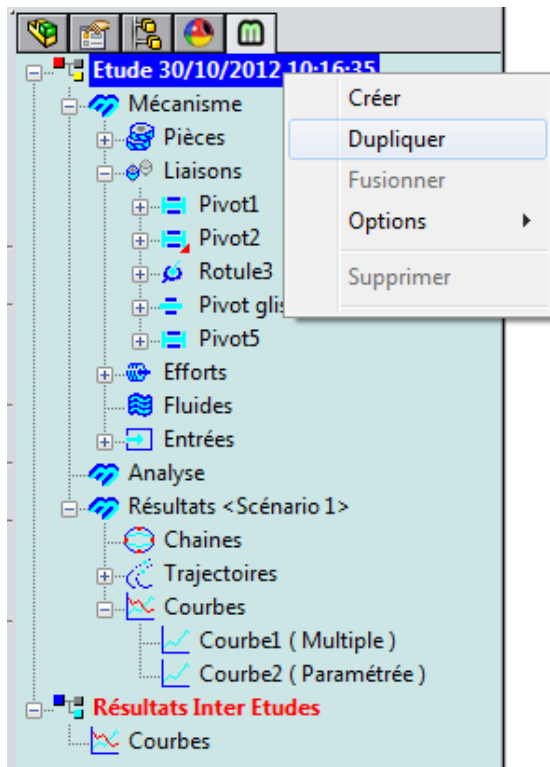 Etude 30/10/2012 10:16:35
Mécanisme
Pièces
Liaisons
Pivot1
Pivot2
Rotule3
Pivot glis
Pivot5
Efforts
Fluides
Entrées
Analyse
Résultats <Scénario 1>
Chaines
Trajectoires
Courbes
Courbe1 ( Multiple )
Courbe2 ( Paramétrée )
Résultats Inter Etudes
Courbes
Créer
Dupliquer
Fusionner
Options
Supprimer